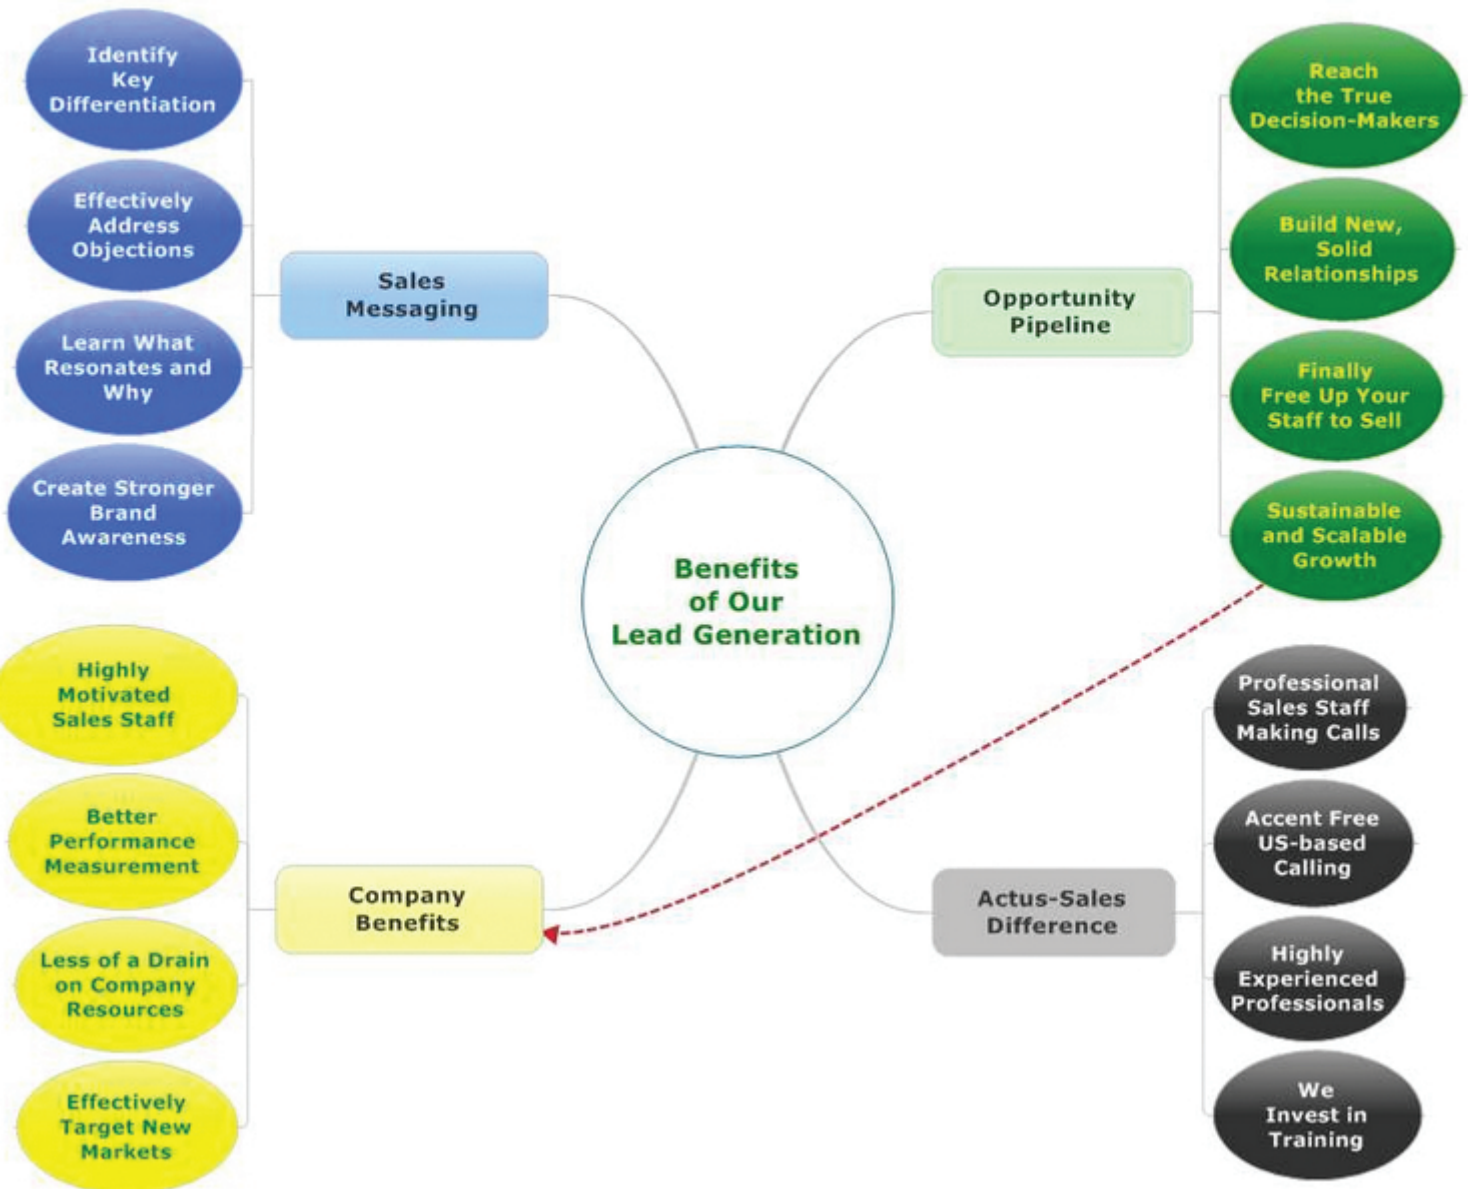 Identify
Key
Differentiation
Effectively
Address
Objections
Learn What
Resonates and
Why
Create Stronger
Brand
Awareness
Sales
Messaging
Opportunity
Pipeline
Reach
the True
Decision-Makers
Build New,
Solid
Relationships
Finally
Free Up Your
Staff to Sell
Sustainable
and Scalable
Growth
Benefits
of Our
Lead Generation
Highly
Motivated
Sales Staff
Better
Performance
Measurement
Less of a Drain
on Company
Resources
Effectively
Target New
Markets
Company
Benefits
Actus-Sales
Difference
Professional
Sales Staff
Making Calls
Accent Free
US-based
Calling
Highly
Experienced
Professionals
We
Invest in
Training